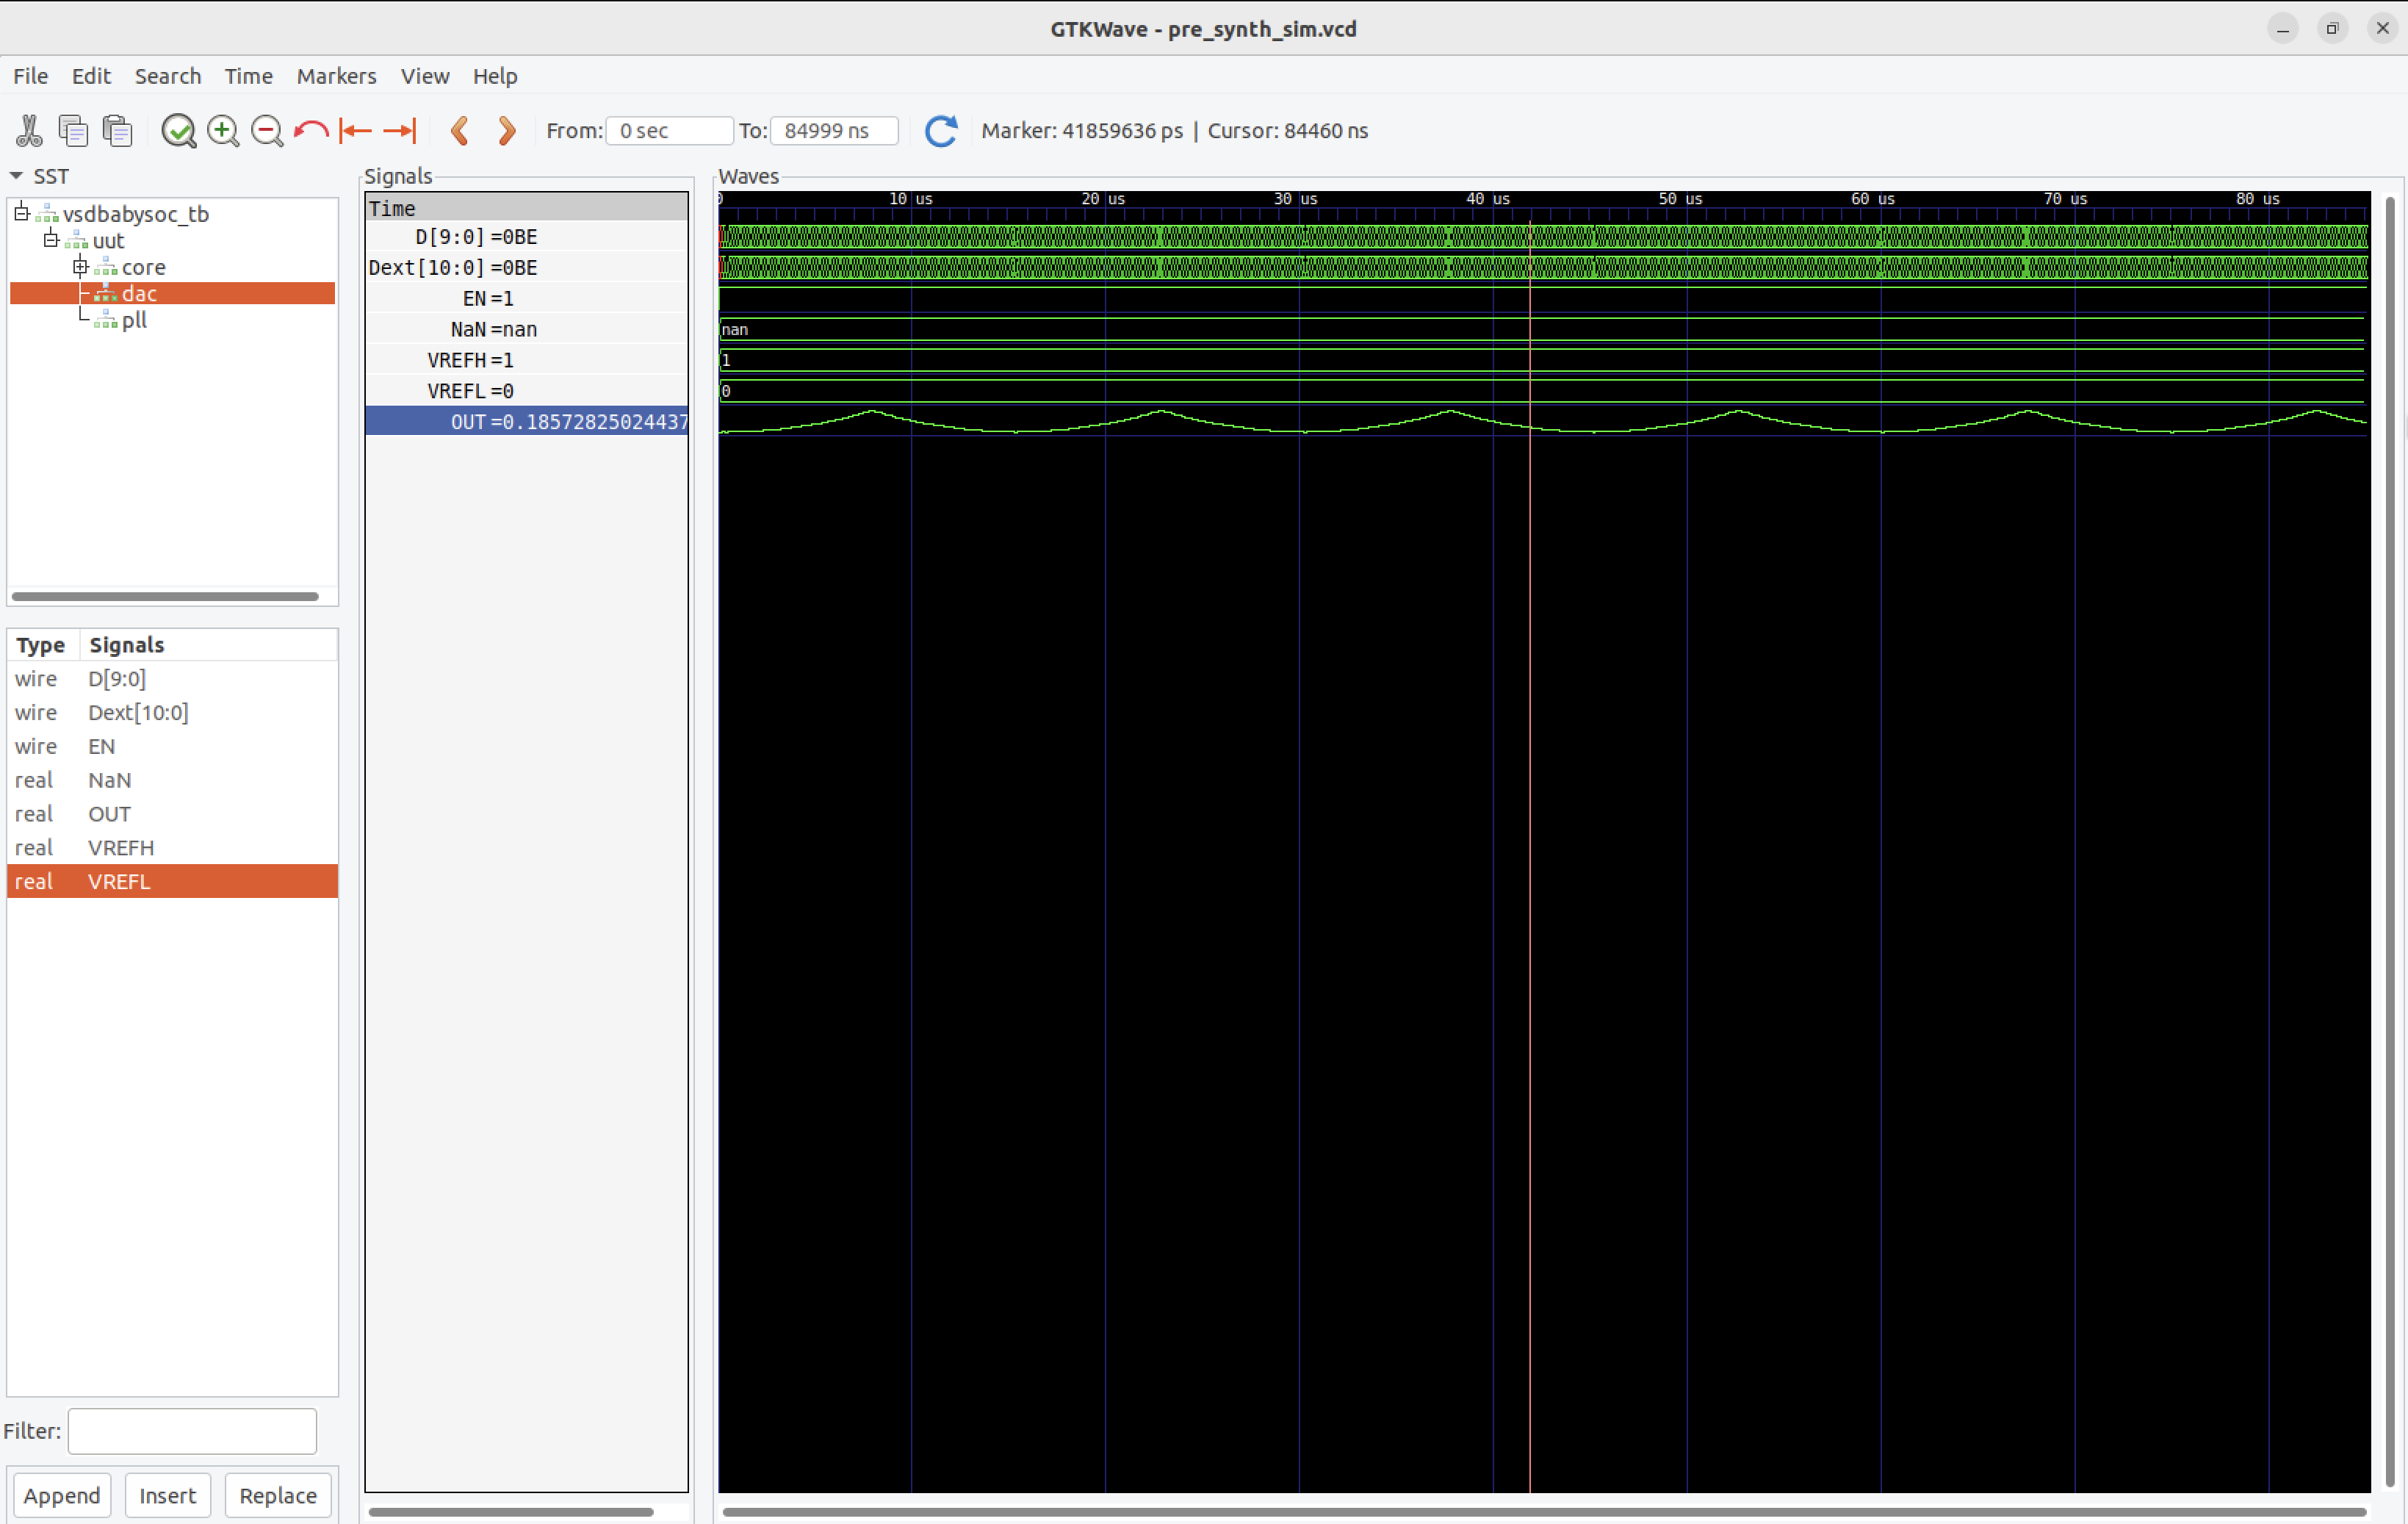 GTKWave - pre_synth_sim.vcd
File Edit Search Time Markers View Help
From: 0 sec To: 84999 ns Marker: 41859636 ps | Cursor: 84460 ns
SST
vsdbabysoc_tb
uut
core
dac
pll
Type Signals
wire D[9:0]
wire Dext[10:0]
wire EN
real NaN
real OUT
real VREFH
real VREFL
Filter:
Append Insert Replace
Signals
Time
D[9:0] =0BE
Dext[10:0] =0BE
EN =1
NaN =nan
VREFH =1
VREFL =0
OUT =0.18572825024437
Waves
0 10 us 20 us 30 us 40 us 50 us 60 us 70 us 80 us
nan
1
0